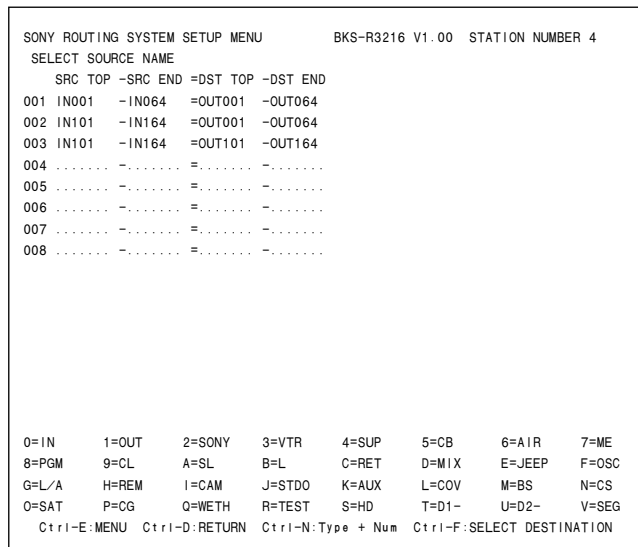 SONY ROUTING SYSTEM SETUP MENU BKS-R3216 V1.00 STATION NUMBER 4
SELECT SOURCE NAME
SRC TOP -SRC END =DST TOP -DST END
001 IN001 -IN064 =OUT001 -OUT064
002 IN101 -IN164 =OUT001 -OUT064
003 IN101 -IN164 =OUT101 -OUT164
004 ....... -....... =....... -.......
005 ....... -....... =....... -.......
006 ....... -....... =....... -.......
007 ....... -....... =....... -.......
008 ....... -....... =....... -.......
0=IN 1=OUT 2=SONY 3=VTR 4=SUP 5=CB 6=AIR 7=ME
8=PGM 9=CL A=SL B=L C=RET D=MIX E=JEEP F=OSC
G=L/A H=REM I=CAM J=STDO K=AUX L=COV M=BS N=CS
O=SAT P=CG Q=WETH R=TEST S=HD T=D1- U=D2- V=SEG
Ctrl-E:MENU Ctrl-D:RETURN Ctrl-N:Type + Num Ctrl-F:SELECT DESTINATION